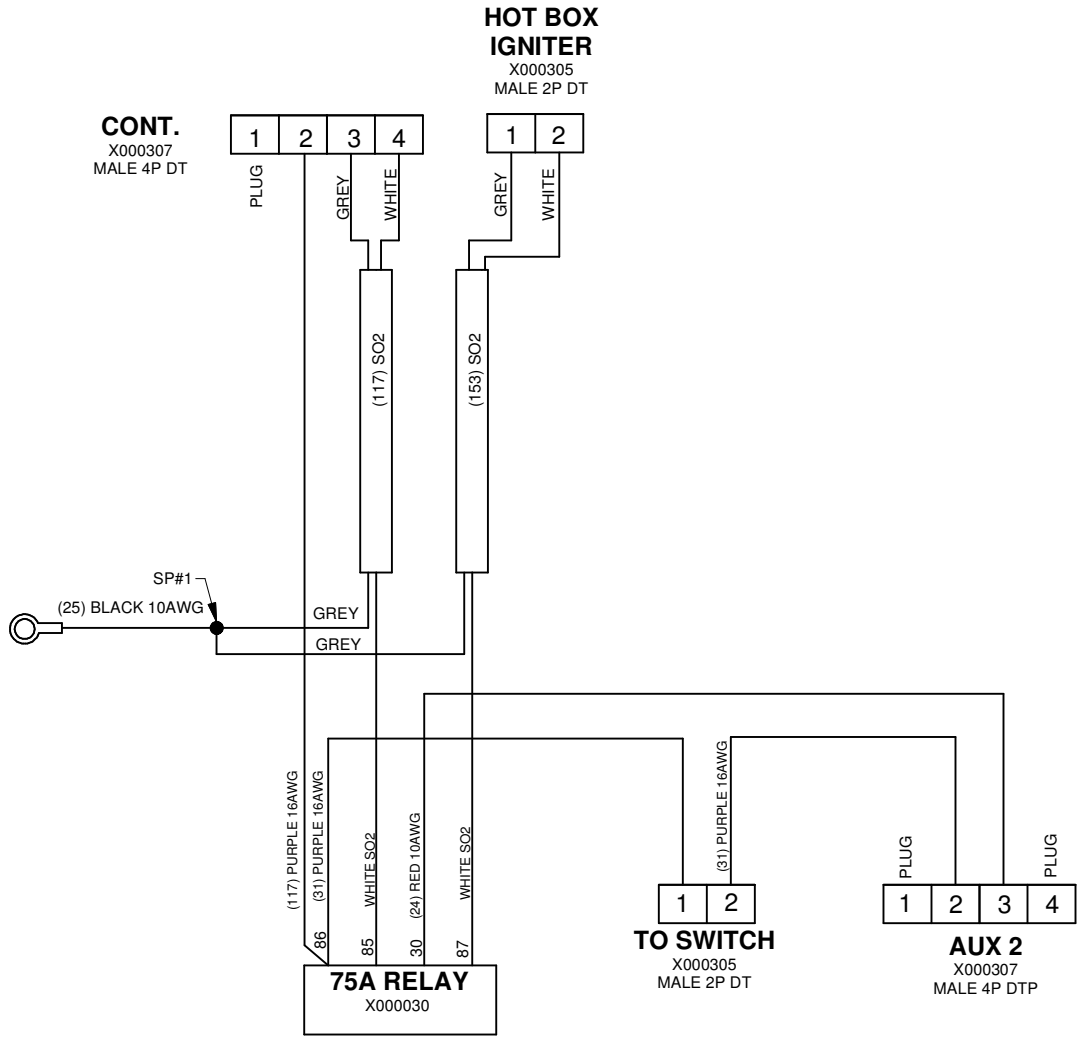 HOT BOX
IGNITER
X000305
MALE 2P DT
CONT.
X000307
MALE 4P DT
1 2 3 4
1 2
PLUG
GREY
WHITE
GREY
WHITE
(117) SO2
(153) SO2
SP#1
(25) BLACK 10AWG
GREY
GREY
(117) PURPLE 16AWG
(31) PURPLE 16AWG
WHITE SO2
(24) RED 10AWG
WHITE SO2
(31) PURPLE 16AWG
PLUG
PLUG
86
85
30
87
75A RELAY
X000030
1 2
TO SWITCH
X000305
MALE 2P DT
1 2 3 4
AUX 2
X000307
MALE 4P DTP